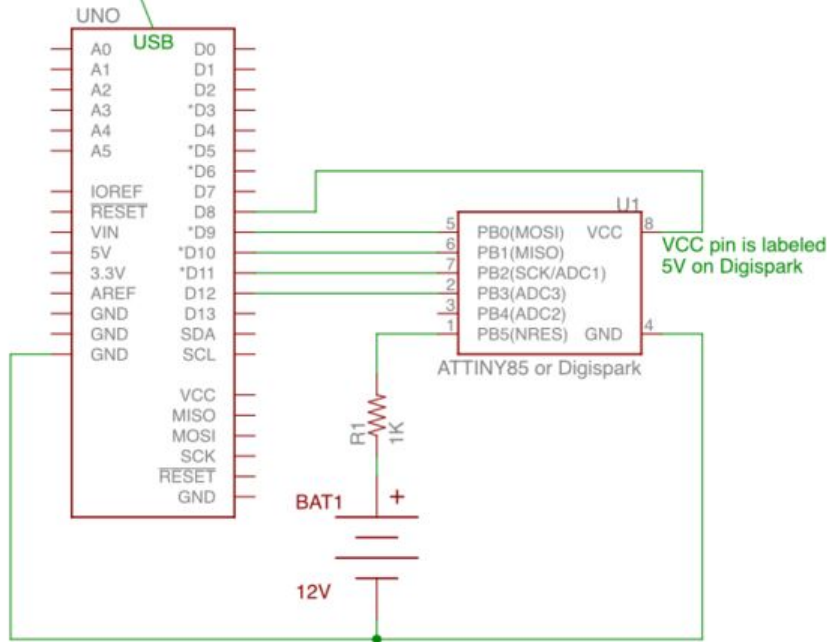 UNO
USB
A0
A1
A2
A3
A4
A5
IOREF
RESET
VIN
5V
3.3V
AREF
GND
GND
GND
D0
D1
D2
*D3
D4
*D5
*D6
D7
D8
*D9
*D10
*D11
D12
D13
SDA
SCL
VCC
MISO
MOSI
SCK
RESET
GND
U1
5 PB0(MOSI) VCC 8
6 PB1(MISO)
7 PB2(SCK/ADC1)
2 PB3(ADC3)
3 PB4(ADC2)
1 PB5(NRES) GND 4
ATTINY85 or Digispark
VCC pin is labeled
5V on Digispark
R1
1K
BAT1 +
12V